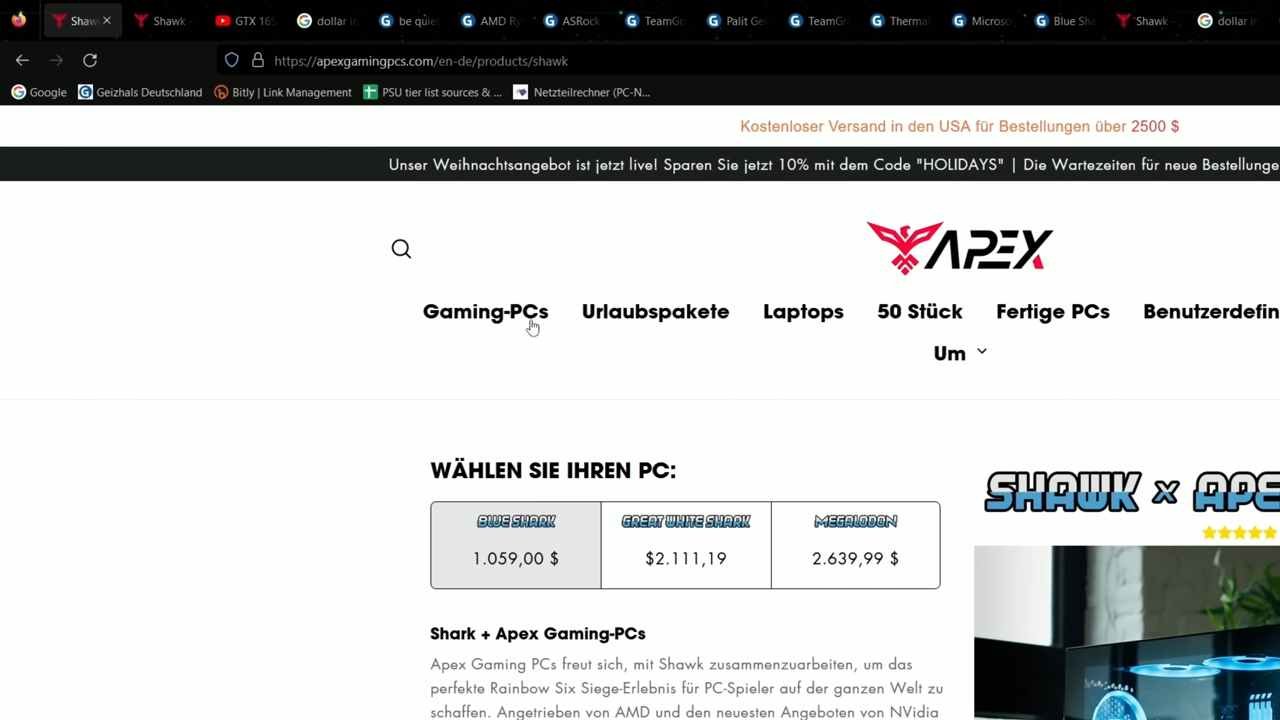 Shawk
Shawk
GTX 165
dollar in
be quiet
AMD Ry
ASRock
TeamGr
Palit Ge
TeamGr
Thermal
Microso
Blue Sha
Shawk
dollar in
https://apexgamingpcs.com/en-de/products/shawk
Google
Geizhals Deutschland
Bitly | Link Management
PSU tier list sources & ...
Netzteilrechner (PC-N...
Kostenloser Versand in den USA für Bestellungen über 2500 $
Unser Weihnachtsangebot ist jetzt live! Sparen Sie jetzt 10% mit dem Code "HOLIDAYS" | Die Wartezeiten für neue Bestellunge
APEX
Gaming-PCs
Urlaubspakete
Laptops
50 Stück
Fertige PCs
Benutzerdefin
Um
WÄHLEN SIE IHREN PC:
BLUE SHARK
GREAT WHITE SHARK
MEGALODON
1.059,00 $
$2.111,19
2.639,99 $
SHAWK x APE
Shark + Apex Gaming-PCs
Apex Gaming PCs freut sich, mit Shawk zusammenzuarbeiten, um das
perfekte Rainbow Six Siege-Erlebnis für PC-Spieler auf der ganzen Welt zu
schaffen. Angetrieben von AMD und den neuesten Angeboten von NVidia